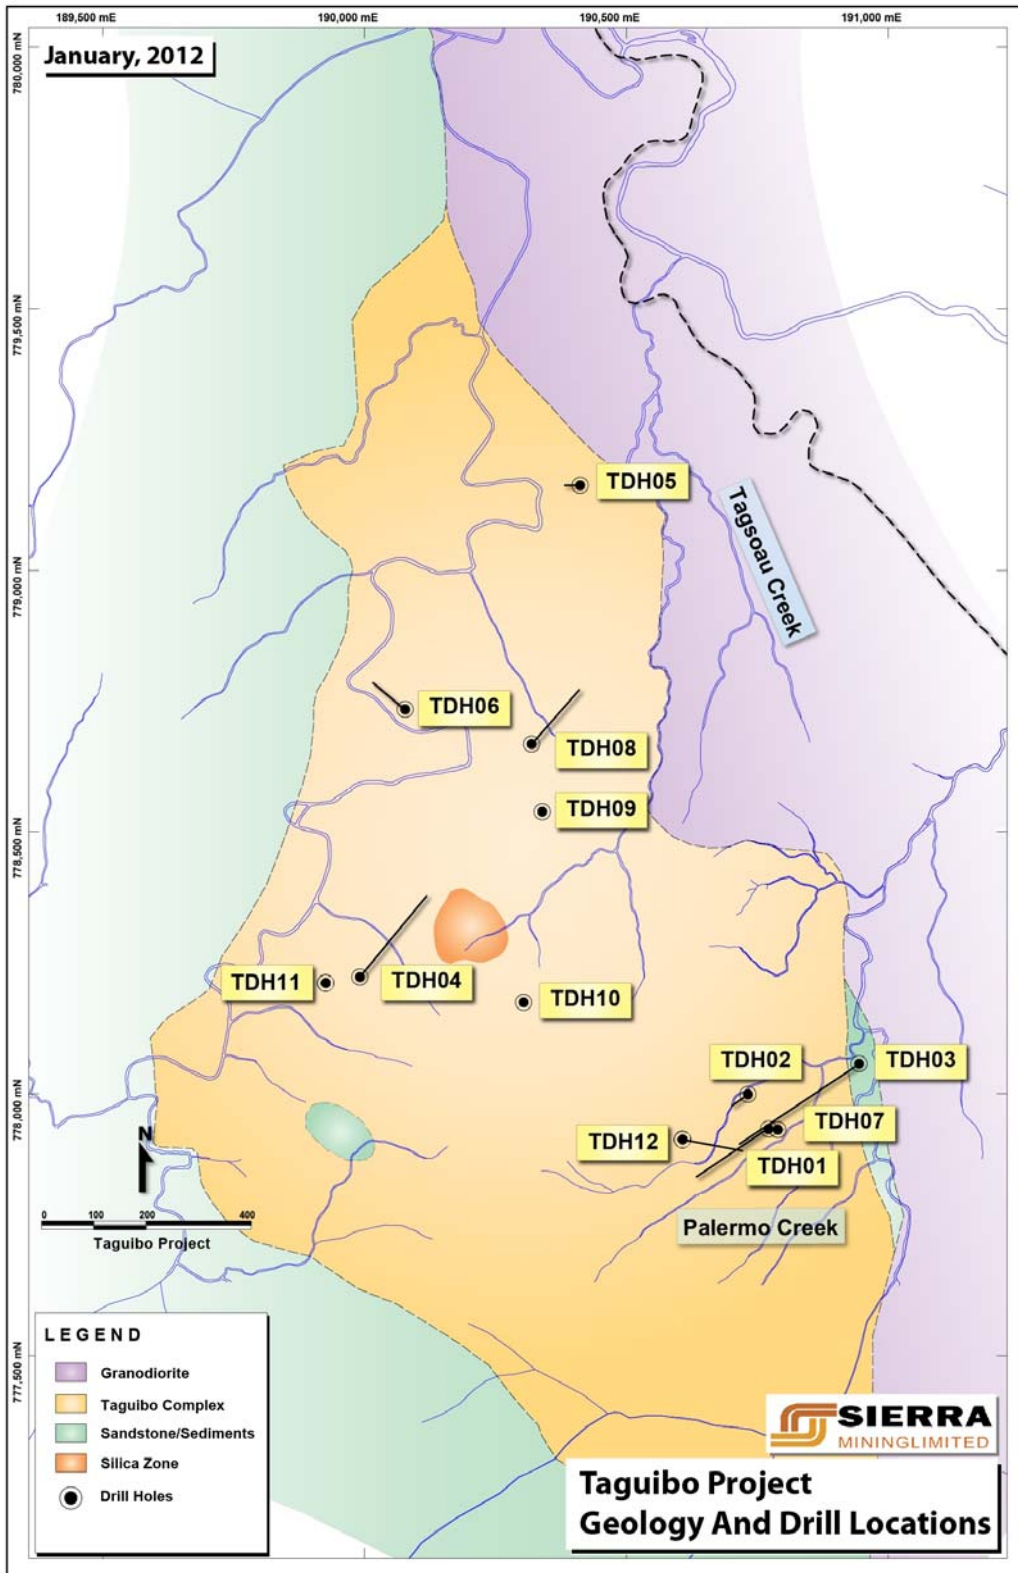 189,500 mE
190,000 mE
190,500 mE
191,000 mE
780,000 mN
January, 2012
779,500 mN
TDH05
Tagsoau Creek
779,000 mN
TDH06
TDH08
TDH09
778,500 mN
TDH11
TDH04
TDH10
TDH02
TDH03
778,000 mN
TDH07
TDH12
TDH01
N
0 100 200 400
Taguibo Project
Palermo Creek
777,500 mN
LEGEND
Granodiorite
Taguibo Complex
Sandstone/Sediments
Silica Zone
Drill Holes
SIERRA
MININGLIMITED
Taguibo Project
Geology And Drill Locations